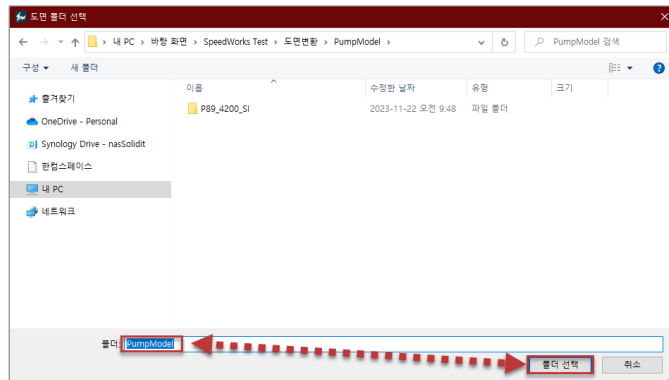 도면 폴더 선택
내 PC > 바탕 화면 > SpeedWorks Test > 도면변환 > PumpModel >
PumpModel 검색
구성 새 폴더
이름 수정한 날짜 유형 크기
즐겨찾기
P89_4200_SI 2023-11-22 오전 9:48 파일 폴더
OneDrive - Personal
Synology Drive - nasSolidit
한컴스페이스
내 PC
네트워크
폴더: PumpModel
폴더 선택 취소